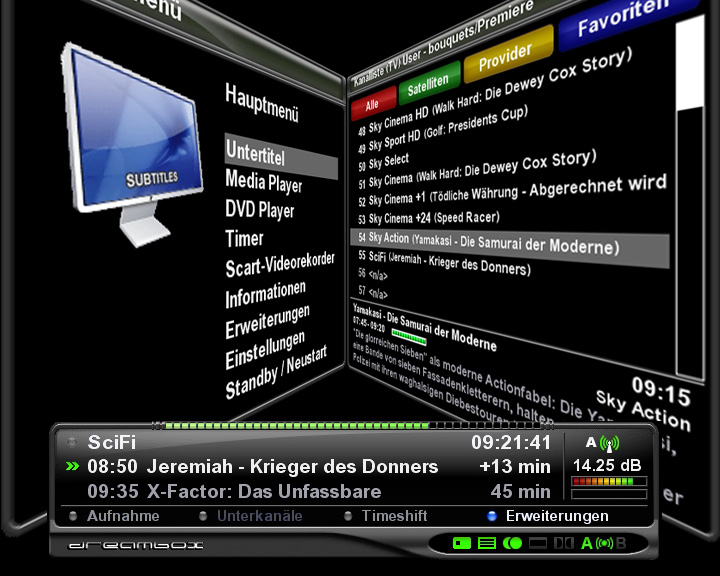 menü
SUBTITLES
Hauptmenü
Untertitel
Media Player
DVD Player
Timer
Scart-Videorekorder
Informationen
Erweiterungen
Einstellungen
Standby / Neustart
Kanalliste (TV) User - bouquets/Premiere
Alle
Satelliten
Provider
Favoriten
48 Sky Cinema HD (Walk Hard: Die Dewey Cox Story)
49 Sky Sport HD (Golf: Presidents Cup)
50 Sky Select
51 Sky Cinema (Walk Hard: Die Dewey Cox Story)
52 Sky Cinema +1 (Tödliche Währung - Abgerechnet wird
53 Sky Cinema +24 (Speed Racer)
54 Sky Action (Yamakasi - Die Samurai der Moderne)
55 SciFi (Jeremiah - Krieger des Donners)
56 <n/a>
57 <n/a>
Yamakasi - Die Samurai der Moderne
07:45-09:20
"Die glorreichen Sieben" als moderne Actionfabel: Die
eine Bande von sieben Fassadenkletterern, halten
Polizei mit ihren waghalsigen Diebestouren
09:15
Sky Action
SciFi
09:21:41
A
08:50 Jeremiah - Krieger des Donners +13 min
14.25 dB
09:35 X-Factor: Das Unfassbare 45 min
Aufnahme
Unterkanäle
Timeshift
Erweiterungen
dreambox
A B